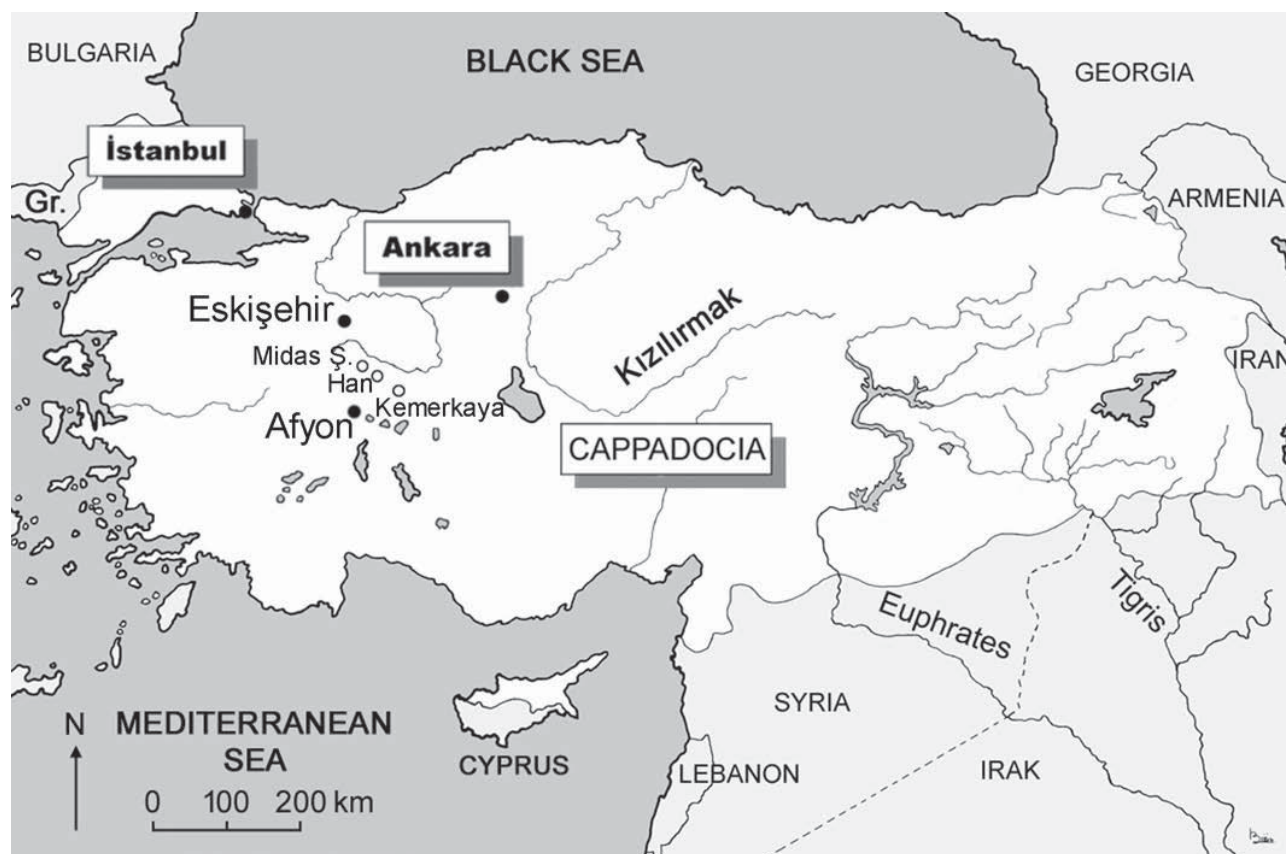 BULGARIA
BLACK SEA
GEORGIA
İstanbul
ARMENIA
Gr.
Ankara
Eskişehir
Kızılırmak
Midas Ş.
IRAN
Han
Kemerkaya
Afyon
CAPPADOCIA
Tigris
Euphrates
SYRIA
N
MEDITERRANEAN
SEA
CYPRUS
LEBANON
IRAK
0 100 200 km